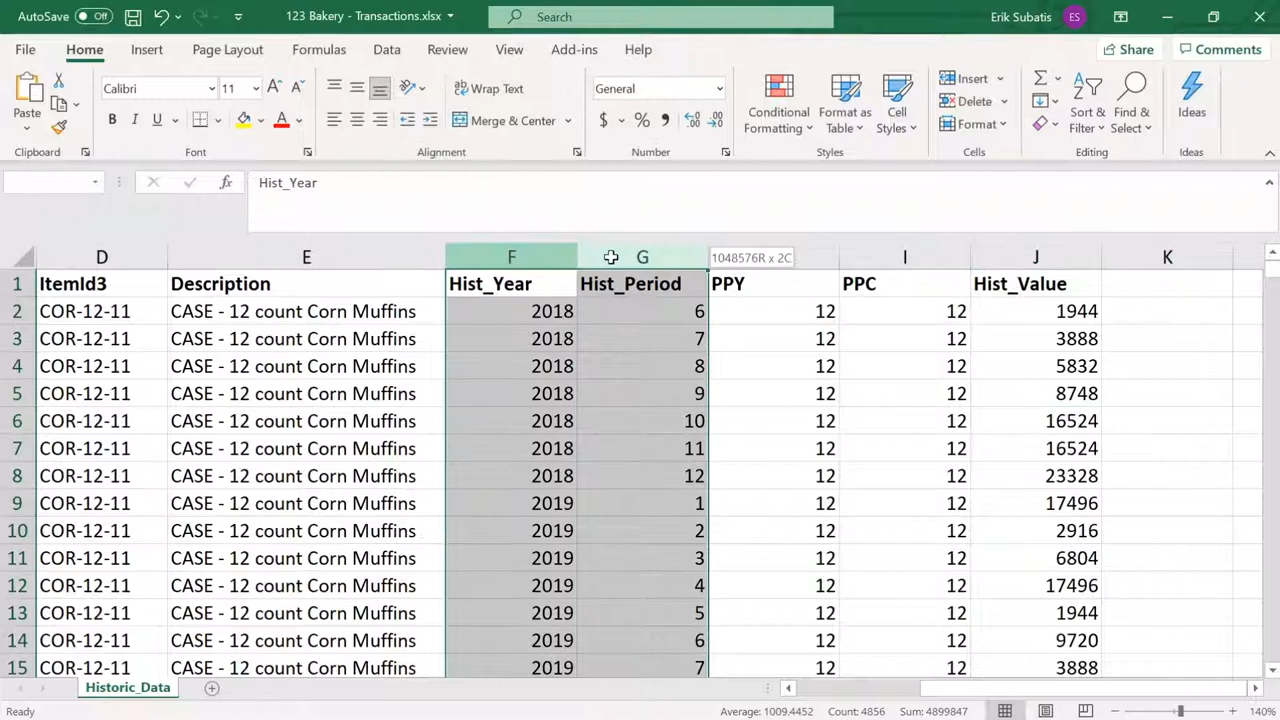 AutoSave Off 123 Bakery - Transactions.xlsx Search Erik Subatis ES
File Home Insert Page Layout Formulas Data Review View Add-ins Help Share Comments
Paste Calibri 11 Wrap Text General Conditional Formatting Format as Table Cell Styles Insert Sort & Filter Find & Select Ideas
Merge & Center Delete
Format
Clipboard Font Alignment Number Styles Cells Editing Ideas
Hist_Year
D E F G 1048576R x 2C I J K
1 ItemId3 Description Hist_Year Hist_Period PPY PPC Hist_Value
2 COR-12-11 CASE - 12 count Corn Muffins 2018 6 12 12 1944
3 COR-12-11 CASE - 12 count Corn Muffins 2018 7 12 12 3888
4 COR-12-11 CASE - 12 count Corn Muffins 2018 8 12 12 5832
5 COR-12-11 CASE - 12 count Corn Muffins 2018 9 12 12 8748
6 COR-12-11 CASE - 12 count Corn Muffins 2018 10 12 12 16524
7 COR-12-11 CASE - 12 count Corn Muffins 2018 11 12 12 16524
8 COR-12-11 CASE - 12 count Corn Muffins 2018 12 12 12 23328
9 COR-12-11 CASE - 12 count Corn Muffins 2019 1 12 12 17496
10 COR-12-11 CASE - 12 count Corn Muffins 2019 2 12 12 2916
11 COR-12-11 CASE - 12 count Corn Muffins 2019 3 12 12 6804
12 COR-12-11 CASE - 12 count Corn Muffins 2019 4 12 12 17496
13 COR-12-11 CASE - 12 count Corn Muffins 2019 5 12 12 1944
14 COR-12-11 CASE - 12 count Corn Muffins 2019 6 12 12 9720
15 COR-12-11 CASE - 12 count Corn Muffins 2019 7 12 12 3888
Historic_Data
Ready Average: 1009.4452 Count: 4856 Sum: 4899847 140%